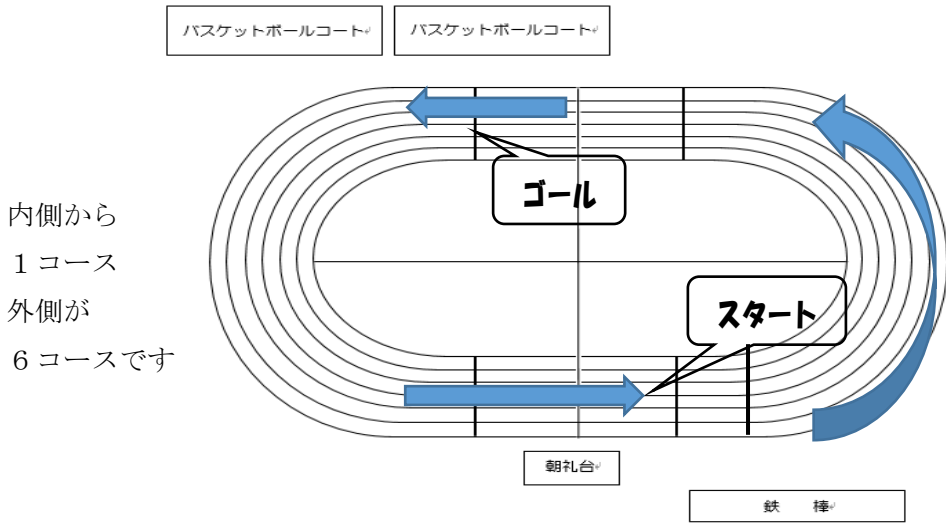 バスケットボールコート
バスケットボールコート
ゴール
内側から
１コース
外側が
６コースです
スタート
朝礼台
鉄　棒